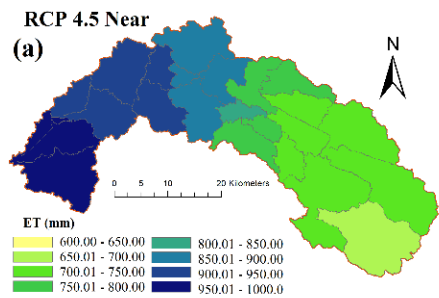 RCP 4.5 Near
(a)
N
0 5 10 20 Kilometers
ET (mm)
600.00 - 650.00
650.01 - 700.00
700.01 - 750.00
750.01 - 800.00
800.01 - 850.00
850.01 - 900.00
900.01 - 950.00
950.01 - 1000.0